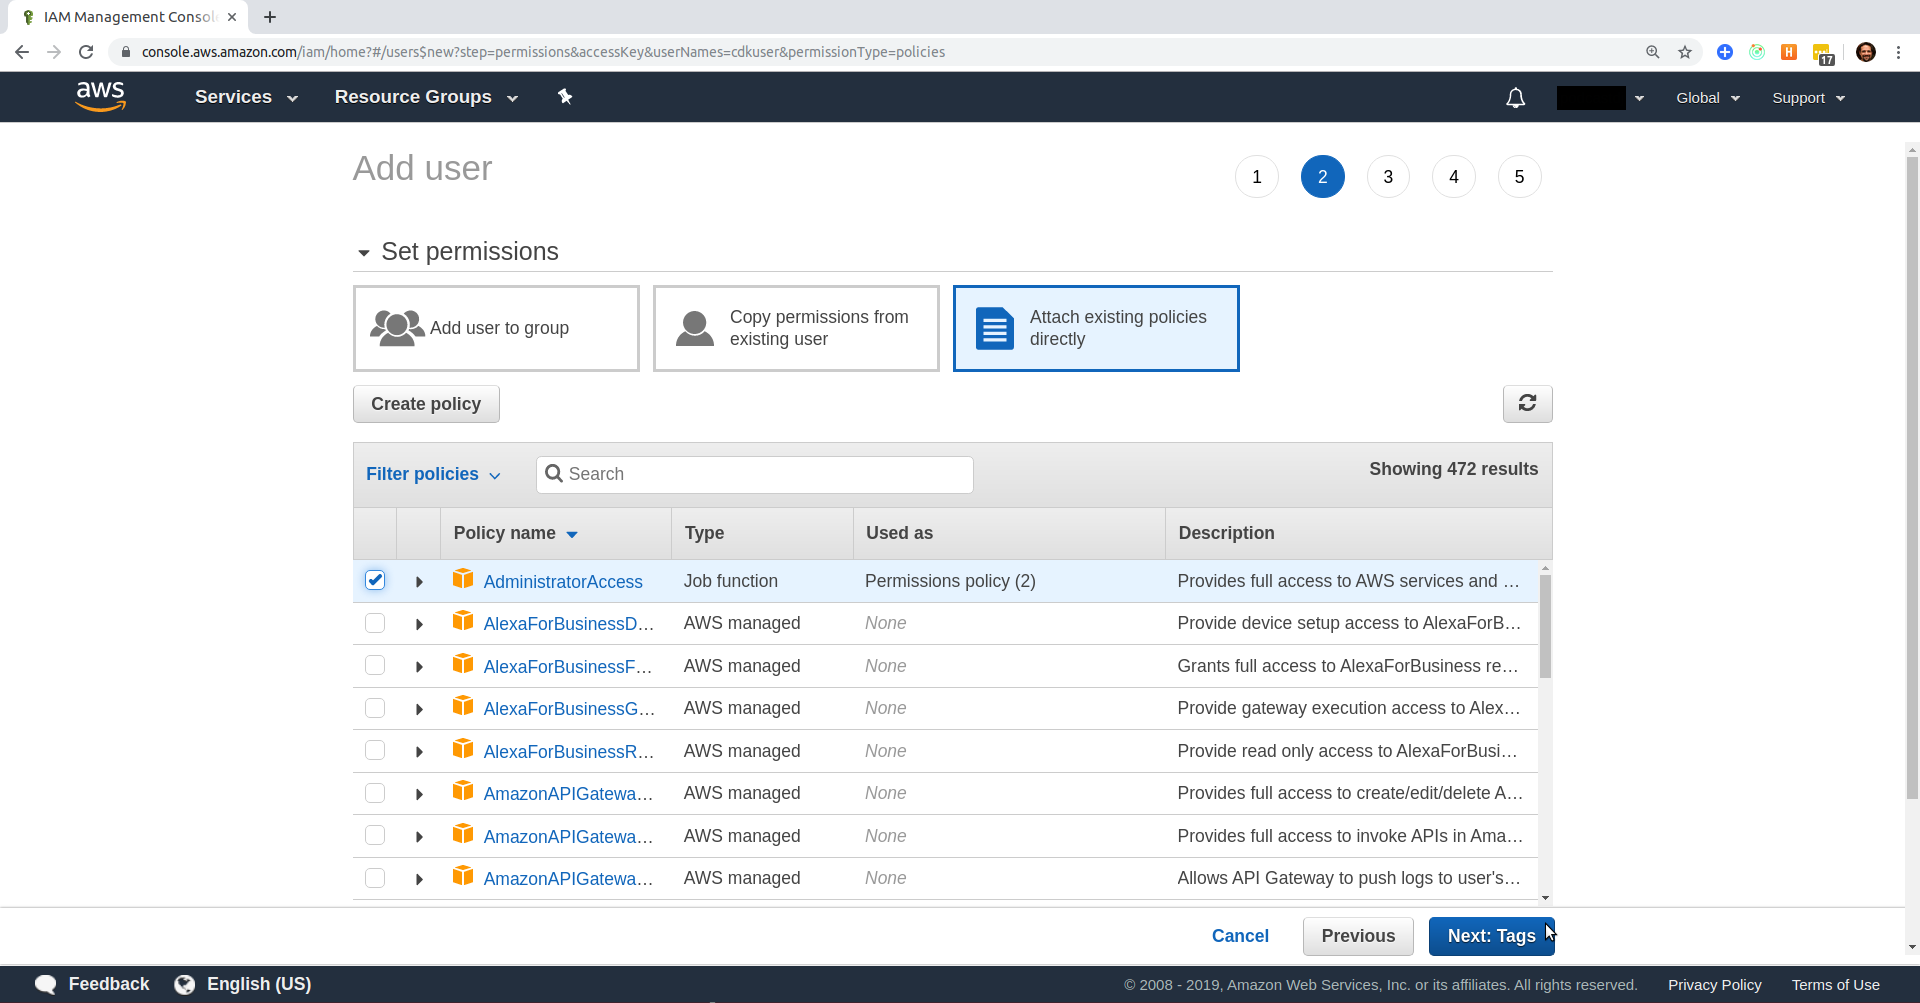 IAM Management Consol
console.aws.amazon.com/iam/home?#/users$new?step=permissions&accessKey&userNames=cdkuser&permissionType=policies
H
17
aws
Services
Resource Groups
Global
Support
Add user
1
2
3
4
5
Set permissions
Add user to group
Copy permissions from
existing user
Attach existing policies
directly
Create policy
Filter policies
Search
Showing 472 results
Policy name
Type
Used as
Description
AdministratorAccess
Job function
Permissions policy (2)
Provides full access to AWS services and …
AlexaForBusinessD…
AWS managed
None
Provide device setup access to AlexaForB…
AlexaForBusinessF…
AWS managed
None
Grants full access to AlexaForBusiness re…
AlexaForBusinessG…
AWS managed
None
Provide gateway execution access to Alex…
AlexaForBusinessR…
AWS managed
None
Provide read only access to AlexaForBusi…
AmazonAPIGatewa…
AWS managed
None
Provides full access to create/edit/delete A…
AmazonAPIGatewa…
AWS managed
None
Provides full access to invoke APIs in Ama…
AmazonAPIGatewa…
AWS managed
None
Allows API Gateway to push logs to user's…
Cancel
Previous
Next: Tags
Feedback
English (US)
© 2008 - 2019, Amazon Web Services, Inc. or its affiliates. All rights reserved.
Privacy Policy
Terms of Use